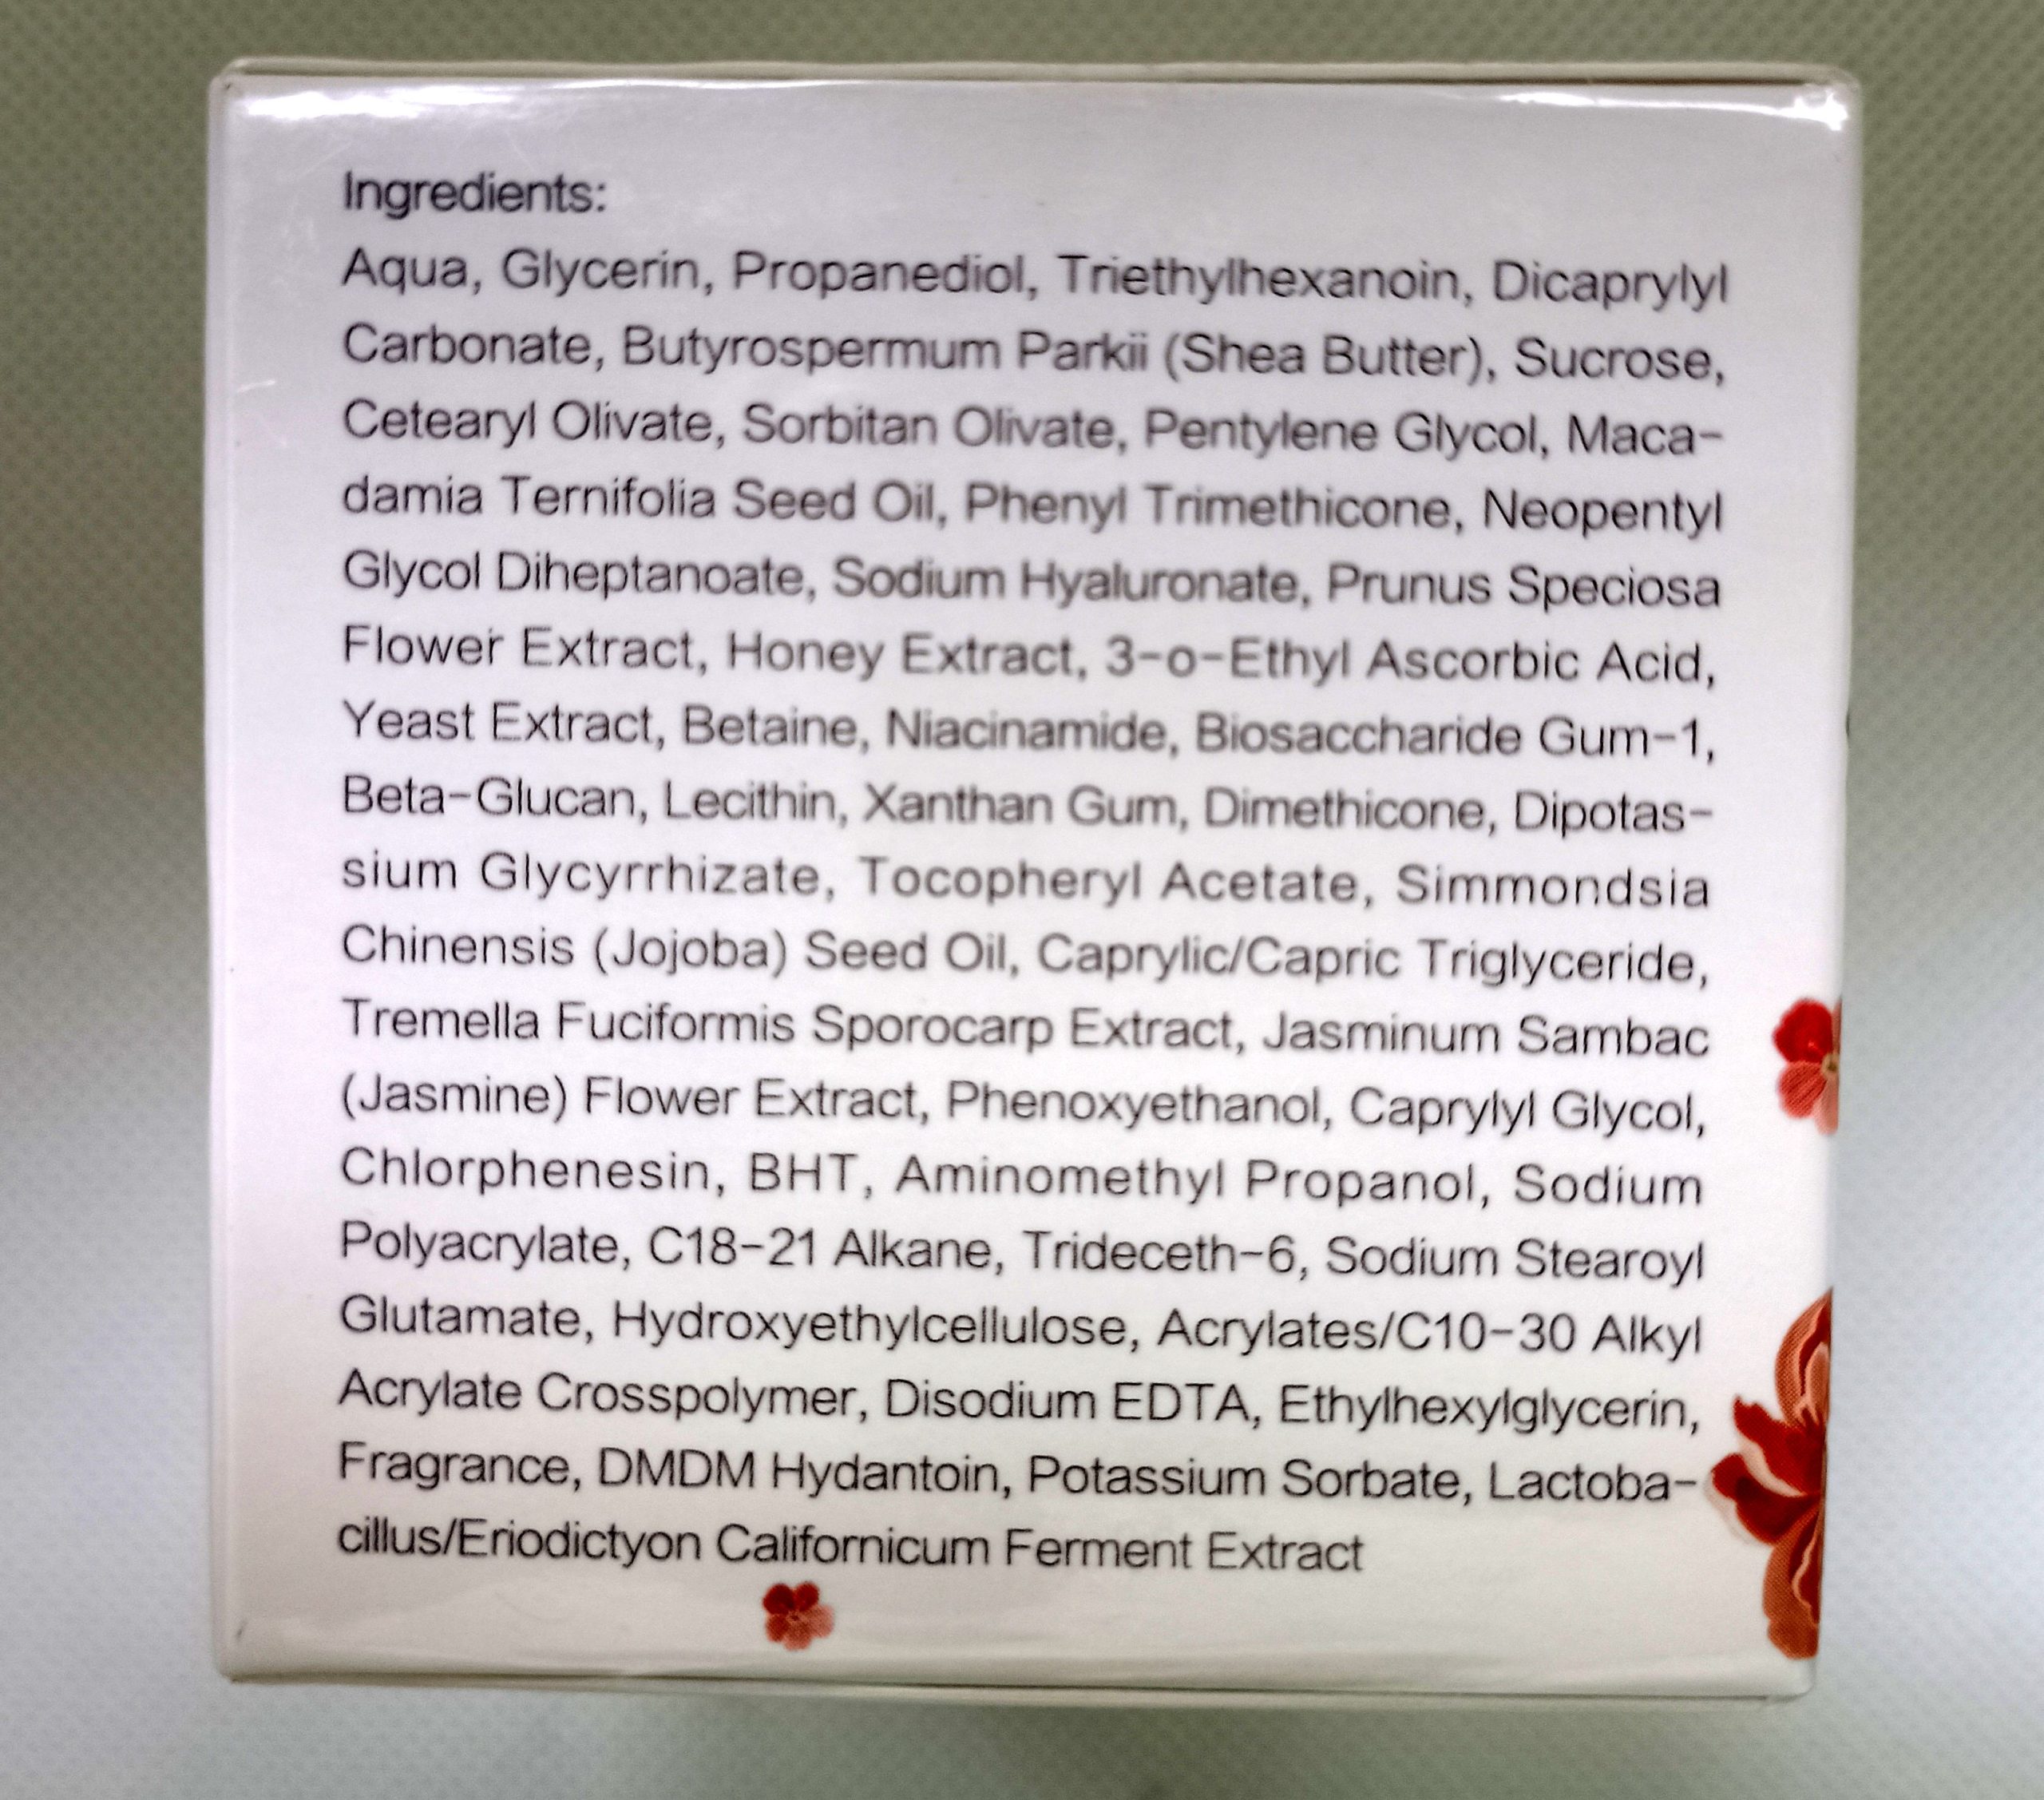 Ingredients:
Aqua, Glycerin, Propanediol, Triethylhexanoin, Dicaprylyl
Carbonate, Butyrospermum Parkii (Shea Butter), Sucrose,
Cetearyl Olivate, Sorbitan Olivate, Pentylene Glycol, Maca-
damia Ternifolia Seed Oil, Phenyl Trimethicone, Neopentyl
Glycol Diheptanoate, Sodium Hyaluronate, Prunus Speciosa
Flower Extract, Honey Extract, 3-o-Ethyl Ascorbic Acid,
Yeast Extract, Betaine, Niacinamide, Biosaccharide Gum-1,
Beta-Glucan, Lecithin, Xanthan Gum, Dimethicone, Dipotas-
sium Glycyrrhizate, Tocopheryl Acetate, Simmondsia
Chinensis (Jojoba) Seed Oil, Caprylic/Capric Triglyceride,
Tremella Fuciformis Sporocarp Extract, Jasminum Sambac
(Jasmine) Flower Extract, Phenoxyethanol, Caprylyl Glycol,
Chlorphenesin, BHT, Aminomethyl Propanol, Sodium
Polyacrylate, C18-21 Alkane, Trideceth-6, Sodium Stearoyl
Glutamate, Hydroxyethylcellulose, Acrylates/C10-30 Alkyl
Acrylate Crosspolymer, Disodium EDTA, Ethylhexylglycerin,
Fragrance, DMDM Hydantoin, Potassium Sorbate, Lactoba-
cillus/Eriodictyon Californicum Ferment Extract